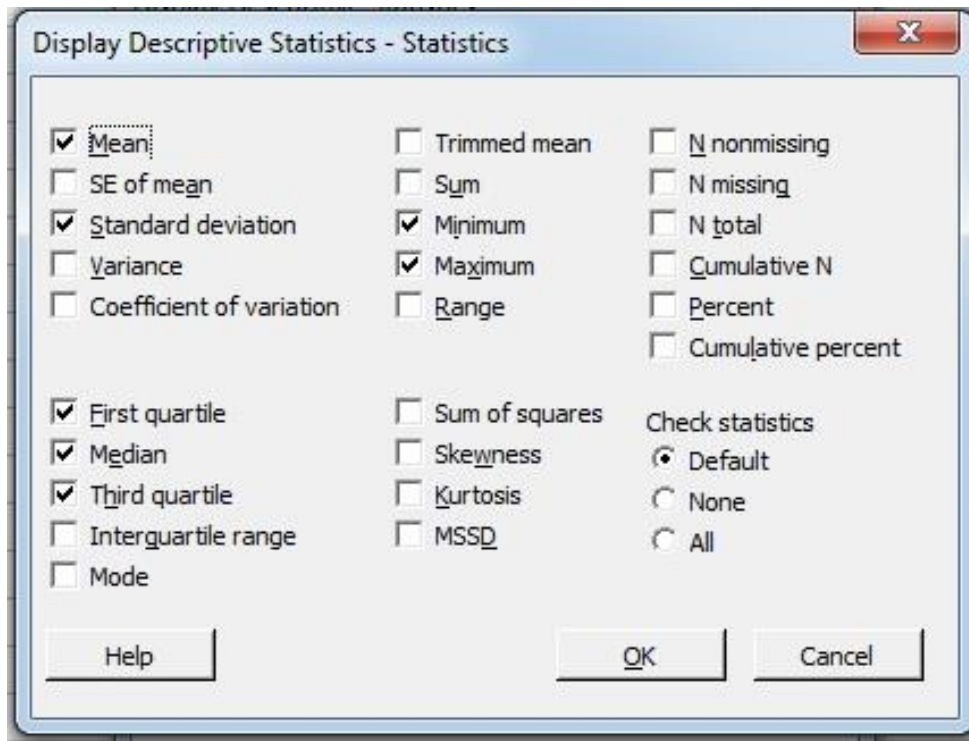 Display Descriptive Statistics - Statistics
Mean
SE of mean
Standard deviation
Variance
Coefficient of variation
Trimmed mean
Sum
Minimum
Maximum
Range
N nonmissing
N missing
N total
Cumulative N
Percent
Cumulative percent
First quartile
Median
Third quartile
Interquartile range
Mode
Sum of squares
Skewness
Kurtosis
MSSD
Check statistics
Default
None
All
Help
OK
Cancel